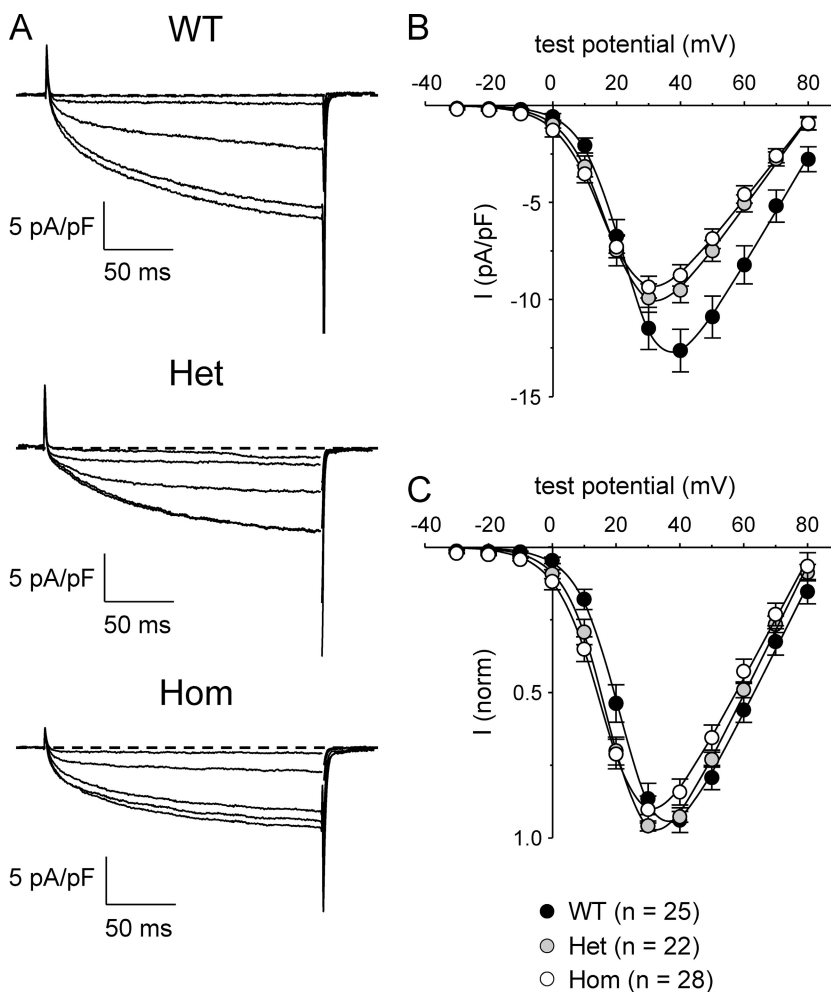 A
WT
5 pA/pF
50 ms
Het
5 pA/pF
50 ms
Hom
5 pA/pF
50 ms
B
test potential (mV)
-40 -20 0 20 40 60 80
-5
-10
-15
I (pA/pF)
C
test potential (mV)
-40 -20 0 20 40 60 80
0.5
1.0
I (norm)
WT (n = 25)
Het (n = 22)
Hom (n = 28)